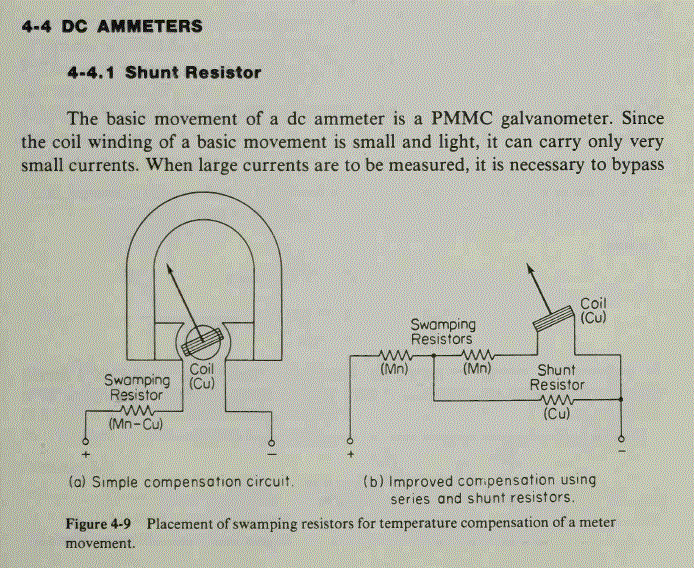 4-4 DC AMMETERS
4-4.1 Shunt Resistor
The basic movement of a dc ammeter is a PMMC galvanometer. Since
the coil winding of a basic movement is small and light, it can carry only very
small currents. When large currents are to be measured, it is necessary to bypass
Swamping
Resistor
(Mn-Cu)
Coil
(Cu)
+
−
(a) Simple compensation circuit.
Swamping
Resistors
(Mn)
(Mn)
Coil
(Cu)
Shunt
Resistor
(Cu)
+
−
(b) Improved compensation using
series and shunt resistors.
Figure 4-9 Placement of swamping resistors for temperature compensation of a meter
movement.